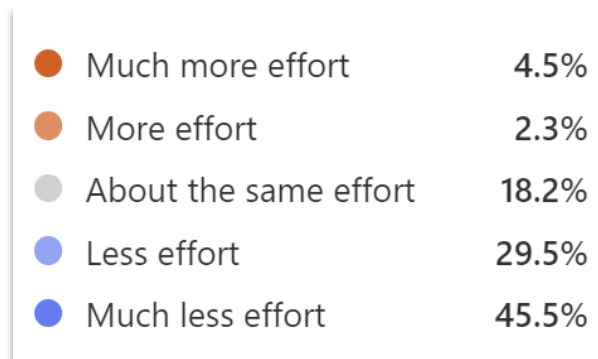 Much more effort 4.5%
More effort 2.3%
About the same effort 18.2%
Less effort 29.5%
Much less effort 45.5%